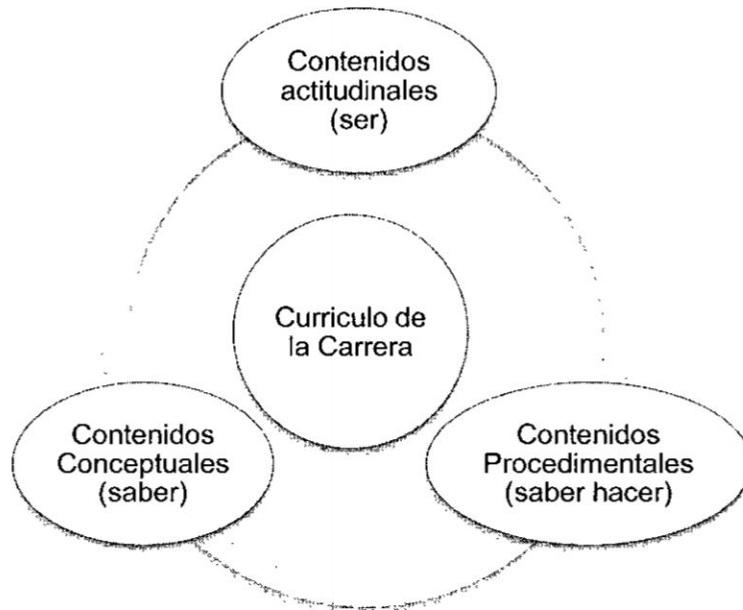 Contenidos
actitudinales
(ser)
Curriculo de
la Carrera
Contenidos
Conceptuales
(saber)
Contenidos
Procedimentales
(saber hacer)